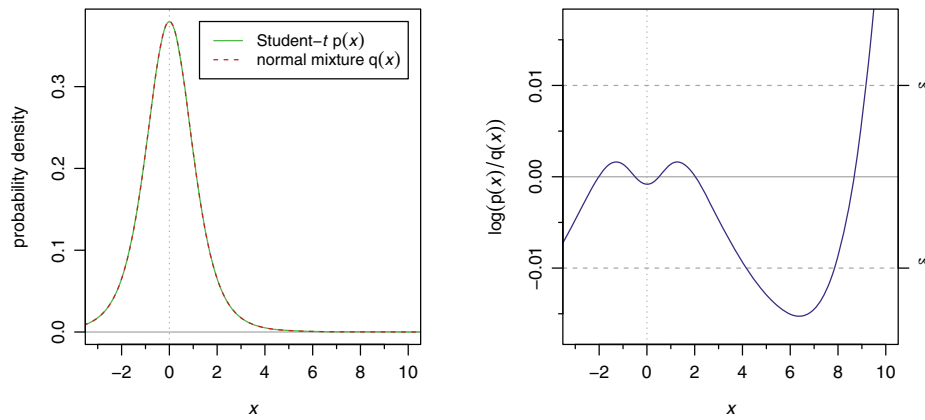 probability density
0.0
0.1
0.2
0.3
Student−t p(x)
normal mixture q(x)
−2 0 2 4 6 8 10
x
log(p(x)/q(x))
−0.01
0.00
0.01
−2 0 2 4 6 8 10
x